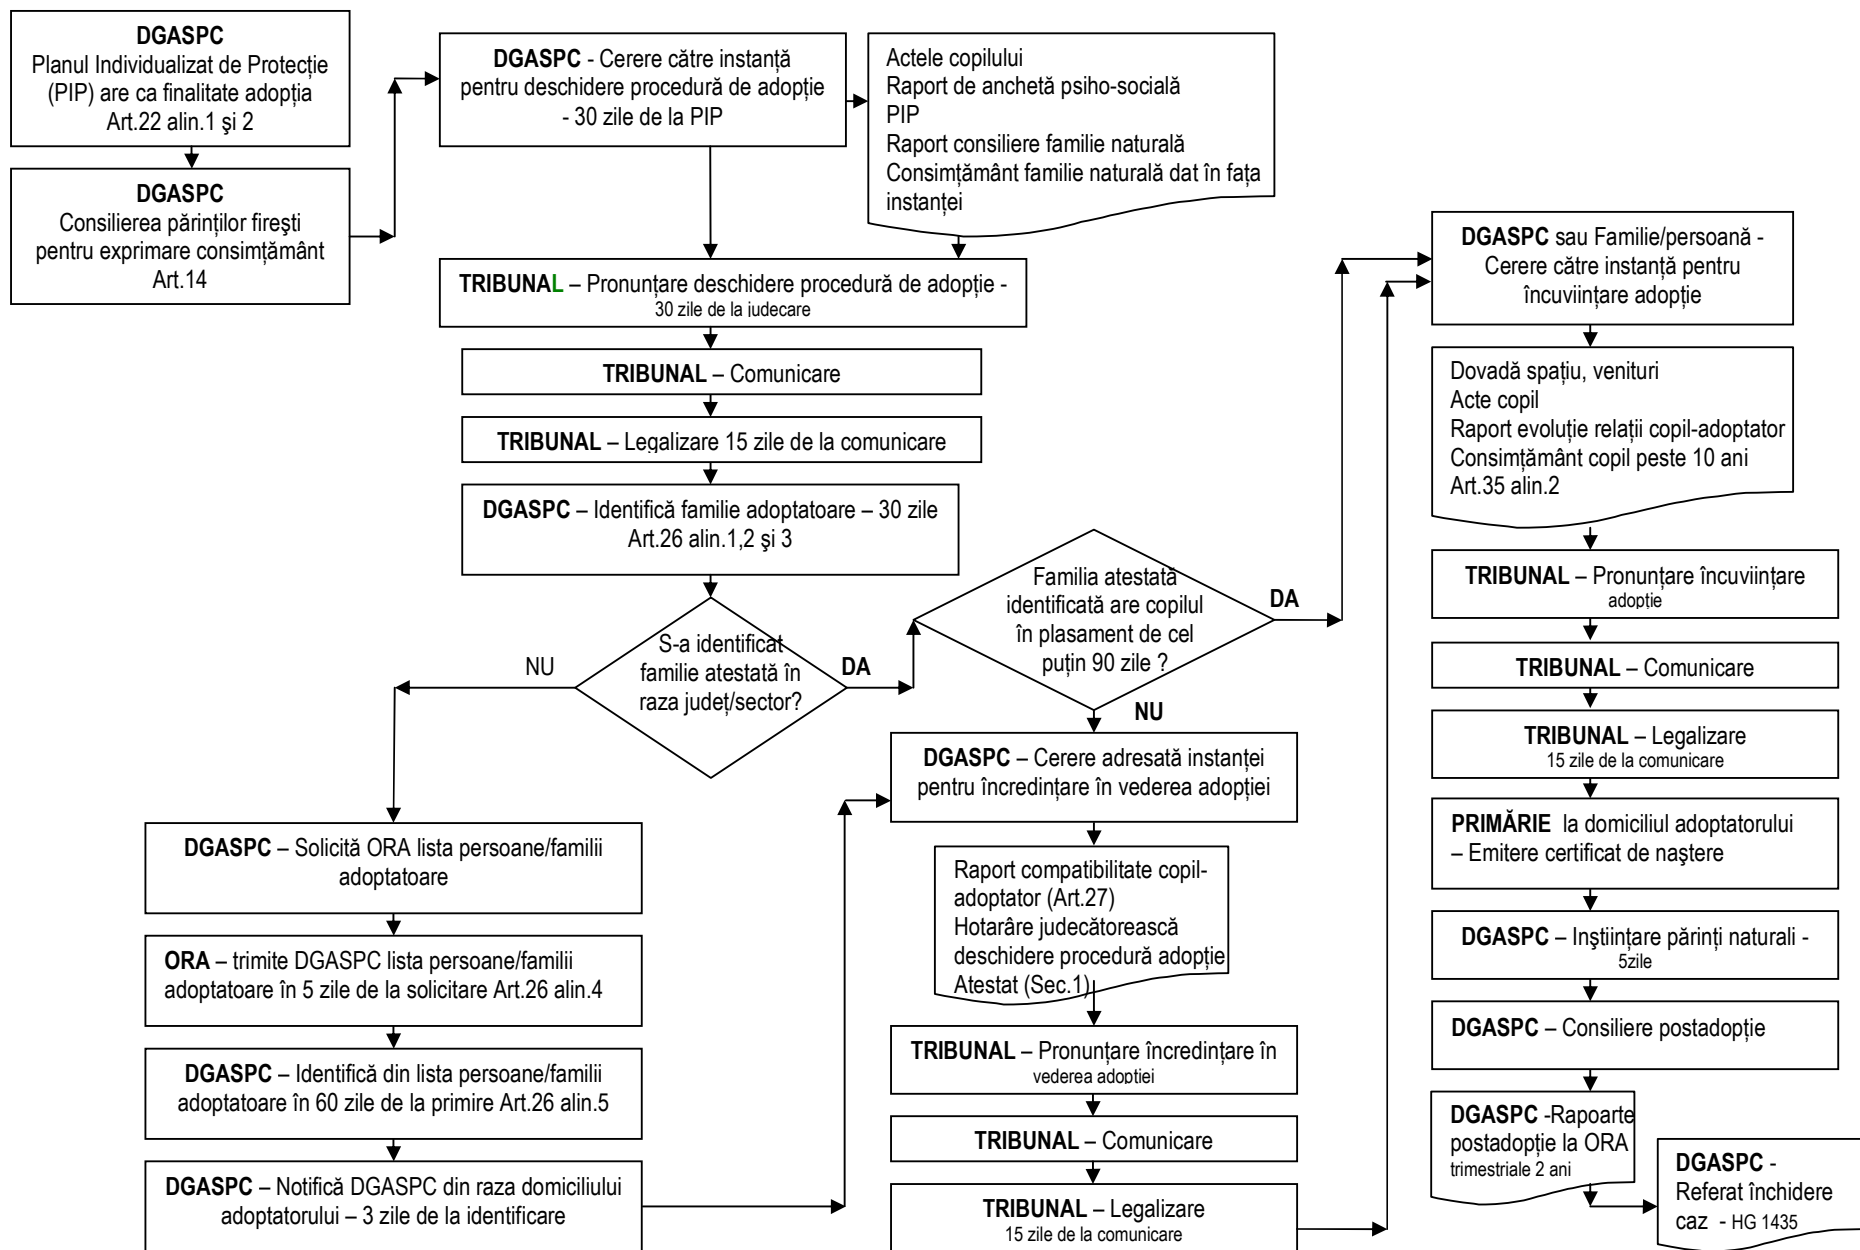 DGASPC
Planul Individualizat de Protecție
(PIP) are ca finalitate adopția
Art.22 alin.1 şi 2
DGASPC
Consilierea părinților fireşti
pentru exprimare consimțământ
Art.14
DGASPC - Cerere către instanță
pentru deschidere procedură de adopție
- 30 zile de la PIP
Actele copilului
Raport de anchetă psiho-socială
PIP
Raport consiliere familie naturală
Consimțământ familie naturală dat în fața
instanței
TRIBUNAL – Pronunțare deschidere procedură de adopție -
30 zile de la judecare
TRIBUNAL – Comunicare
TRIBUNAL – Legalizare 15 zile de la comunicare
DGASPC – Identifică familie adoptatoare – 30 zile
Art.26 alin.1,2 şi 3
S-a identificat
familie atestată în
raza județ/sector?
NU
DA
Familia atestată
identificată are copilul
în plasament de cel
puțin 90 zile ?
DA
NU
DGASPC – Solicită ORA lista persoane/familii
adoptatoare
ORA – trimite DGASPC lista persoane/familii
adoptatoare în 5 zile de la solicitare Art.26 alin.4
DGASPC – Identifică din lista persoane/familii
adoptatoare în 60 zile de la primire Art.26 alin.5
DGASPC – Notifică DGASPC din raza domiciliului
adoptatorului – 3 zile de la identificare
DGASPC – Cerere adresată instanței
pentru încredințare în vederea adopției
Raport compatibilitate copil-
adoptator (Art.27)
Hotarâre judecătorească
deschidere procedură adopție
Atestat (Sec.1)
TRIBUNAL – Pronunțare încredințare în
vederea adopției
TRIBUNAL – Comunicare
TRIBUNAL – Legalizare
15 zile de la comunicare
DGASPC sau Familie/persoană -
Cerere către instanță pentru
încuviințare adopție
Dovadă spațiu, venituri
Acte copil
Raport evoluție relații copil-adoptator
Consimțământ copil peste 10 ani
Art.35 alin.2
TRIBUNAL – Pronunțare încuviințare
adopție
TRIBUNAL – Comunicare
TRIBUNAL – Legalizare
15 zile de la comunicare
PRIMĂRIE la domiciliul adoptatorului
– Emitere certificat de naştere
DGASPC – Inştiințare părinți naturali -
5zile
DGASPC – Consiliere postadopție
DGASPC -Rapoarte
postadopție la ORA
trimestriale 2 ani
DGASPC -
Referat închidere
caz - HG 1435